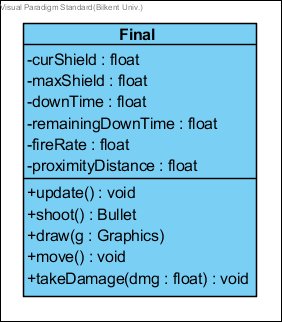 Visual Paradigm Standard(Bilkent Univ.)
Final
-curShield : float
-maxShield : float
-downTime : float
-remainingDownTime : float
-fireRate : float
-proximityDistance : float
+update() : void
+shoot() : Bullet
+draw(g : Graphics)
+move() : void
+takeDamage(dmg : float) : void